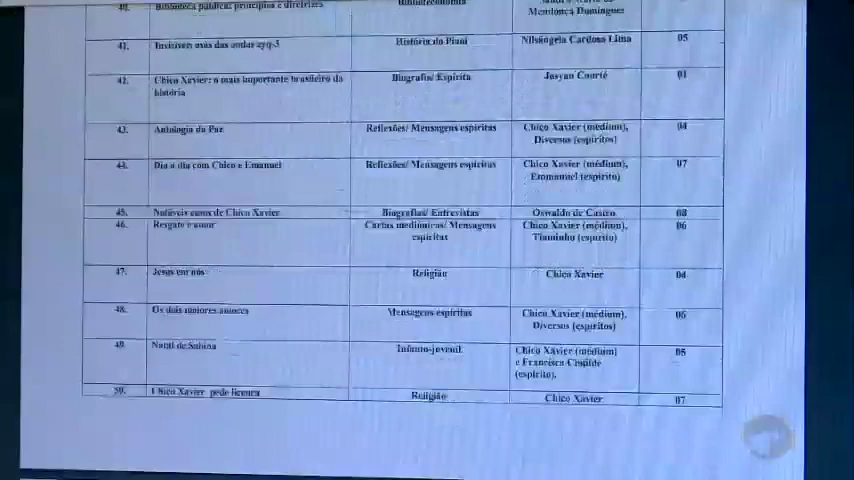 40. Biblioteca pública: princípios e diretrizes Biblioteconomia
Mendonça Domingues
41. das ondas História do Piauí Nilsângela Cardoso Lima 05
42. Chico Xavier: o mais importante brasileiro da Biografia/ Espírita Josyan Courté 01
história
43. Antologia da Paz Reflexões/ Mensagens espíritas Chico Xavier (médium), 04
Diversos (espíritos)
44. Dia a dia com Chico e Emanuel Reflexões/ Mensagens espíritas Chico Xavier (médium), 07
Emmanuel (espírito)
45. Notáveis casos de Chico Xavier Biografias/ Entrevistas Oswaldo de Castro 08
46. Resgate e amor Cartas mediúnicas/ Mensagens Chico Xavier (médium), 06
espíritas Tiaminho (espírito)
47. Jesus em nós Religião Chico Xavier 04
48. Os dois maiores amores Mensagens espíritas Chico Xavier (médium), 06
Diversos (espíritos)
49. Natal de Sabina Infanto-juvenil Chico Xavier (médium) 05
e Francisca Clotilde
(espírito).
50. Chico Xavier pede licença Religião Chico Xavier 07